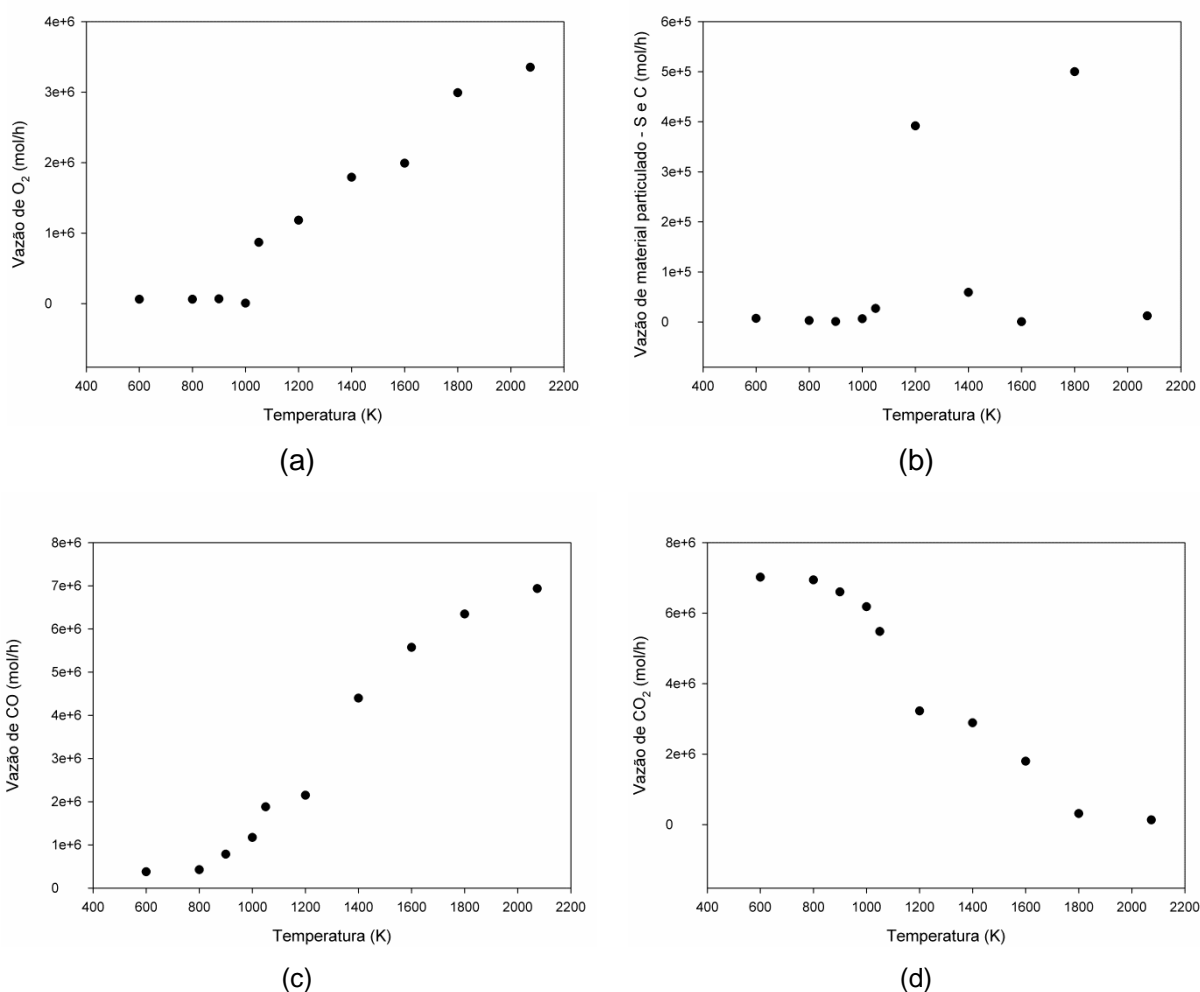 Vazão de O2 (mol/h)
4e+6
3e+6
2e+6
1e+6
0
400 600 800 1000 1200 1400 1600 1800 2000 2200
Temperatura (K)
(a)
Vazão de material particulado - S e C (mol/h)
6e+5
5e+5
4e+5
3e+5
2e+5
1e+5
0
400 600 800 1000 1200 1400 1600 1800 2000 2200
Temperatura (K)
(b)
Vazão de CO (mol/h)
8e+6
7e+6
6e+6
5e+6
4e+6
3e+6
2e+6
1e+6
0
400 600 800 1000 1200 1400 1600 1800 2000 2200
Temperatura (K)
(c)
Vazão de CO2 (mol/h)
8e+6
6e+6
4e+6
2e+6
0
400 600 800 1000 1200 1400 1600 1800 2000 2200
Temperatura (K)
(d)